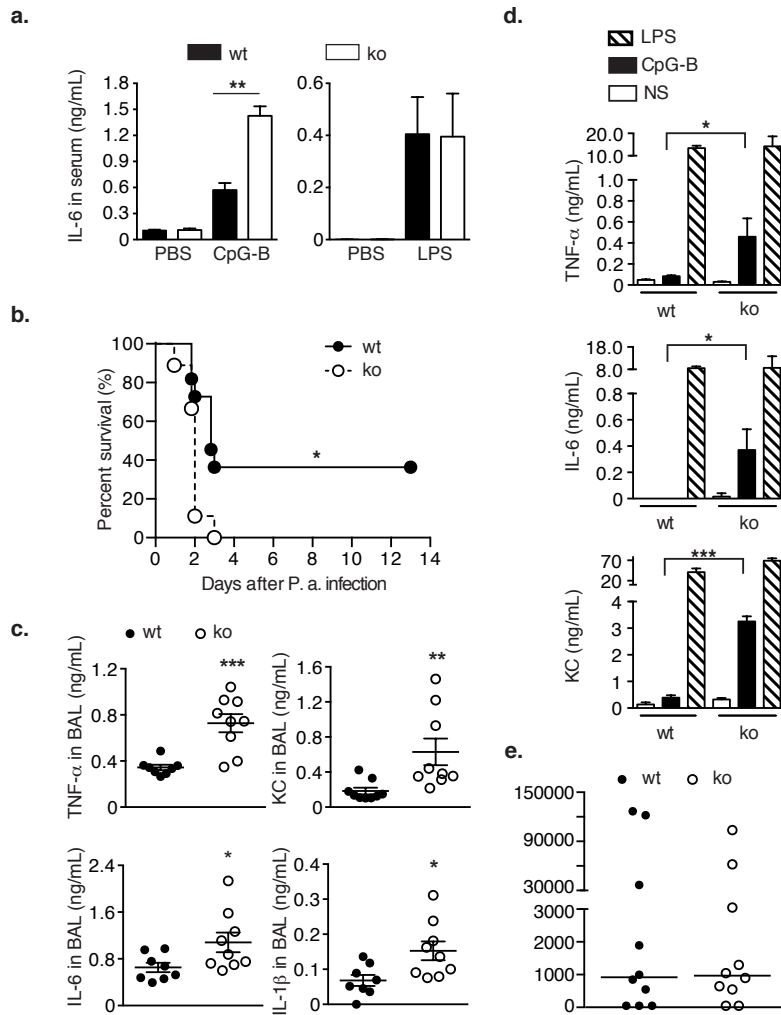 a.
wt ko
IL-6 in serum (ng/mL)
1.8
1.5
1.2
0.9
0.6
0.3
0
**
PBS CpG-B
0.6
0.4
0.2
0
PBS LPS
b.
Percent survival (%)
100
80
60
40
20
0
wt
ko
*
0 2 4 6 8 10 12 14
Days after P. a. infection
c.
wt ko
TNF-α in BAL (ng/mL)
1.2
0.8
0.4
0
***
KC in BAL (ng/mL)
1.6
1.2
0.8
0.4
0
**
IL-6 in BAL (ng/mL)
2.4
1.2
0.6
0
*
IL-1β in BAL (ng/mL)
0.4
0.3
0.2
0.1
0
*
d.
LPS
CpG-B
NS
TNF-α (ng/mL)
20.0
10.0
1.0
0.8
0.6
0.4
0.2
0
*
wt ko
IL-6 (ng/mL)
18.0
8.0
0.8
0.6
0.4
0.2
0
*
wt ko
KC (ng/mL)
70
20
4
3
2
1
0
***
wt ko
e.
wt ko
150000
90000
30000
3000
2000
1000
0